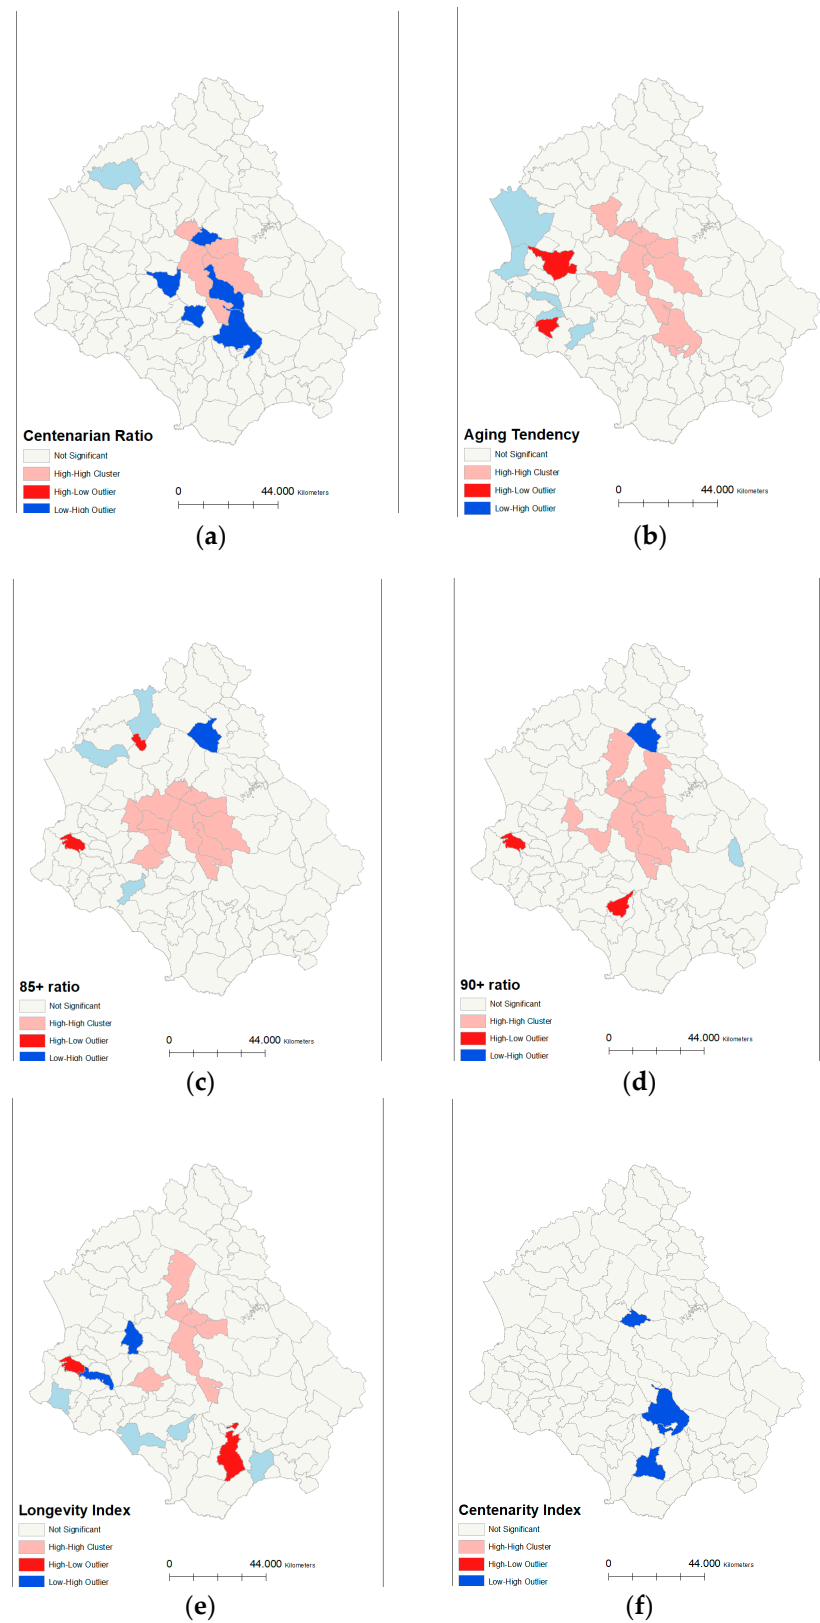 Centenarian Ratio
Not Significant
High-High Cluster
High-Low Outlier
Low-High Outlier
0 44.000 Kilometers
(a)
Aging Tendency
Not Significant
High-High Cluster
High-Low Outlier
Low-High Outlier
0 44.000 Kilometers
(b)
85+ ratio
Not Significant
High-High Cluster
High-Low Outlier
Low-High Outlier
0 44.000 Kilometers
(c)
90+ ratio
Not Significant
High-High Cluster
High-Low Outlier
Low-High Outlier
0 44.000 Kilometers
(d)
Longevity Index
Not Significant
High-High Cluster
High-Low Outlier
Low-High Outlier
0 44.000 Kilometers
(e)
Centenarity Index
Not Significant
High-High Cluster
High-Low Outlier
Low-High Outlier
0 44.000 Kilometers
(f)